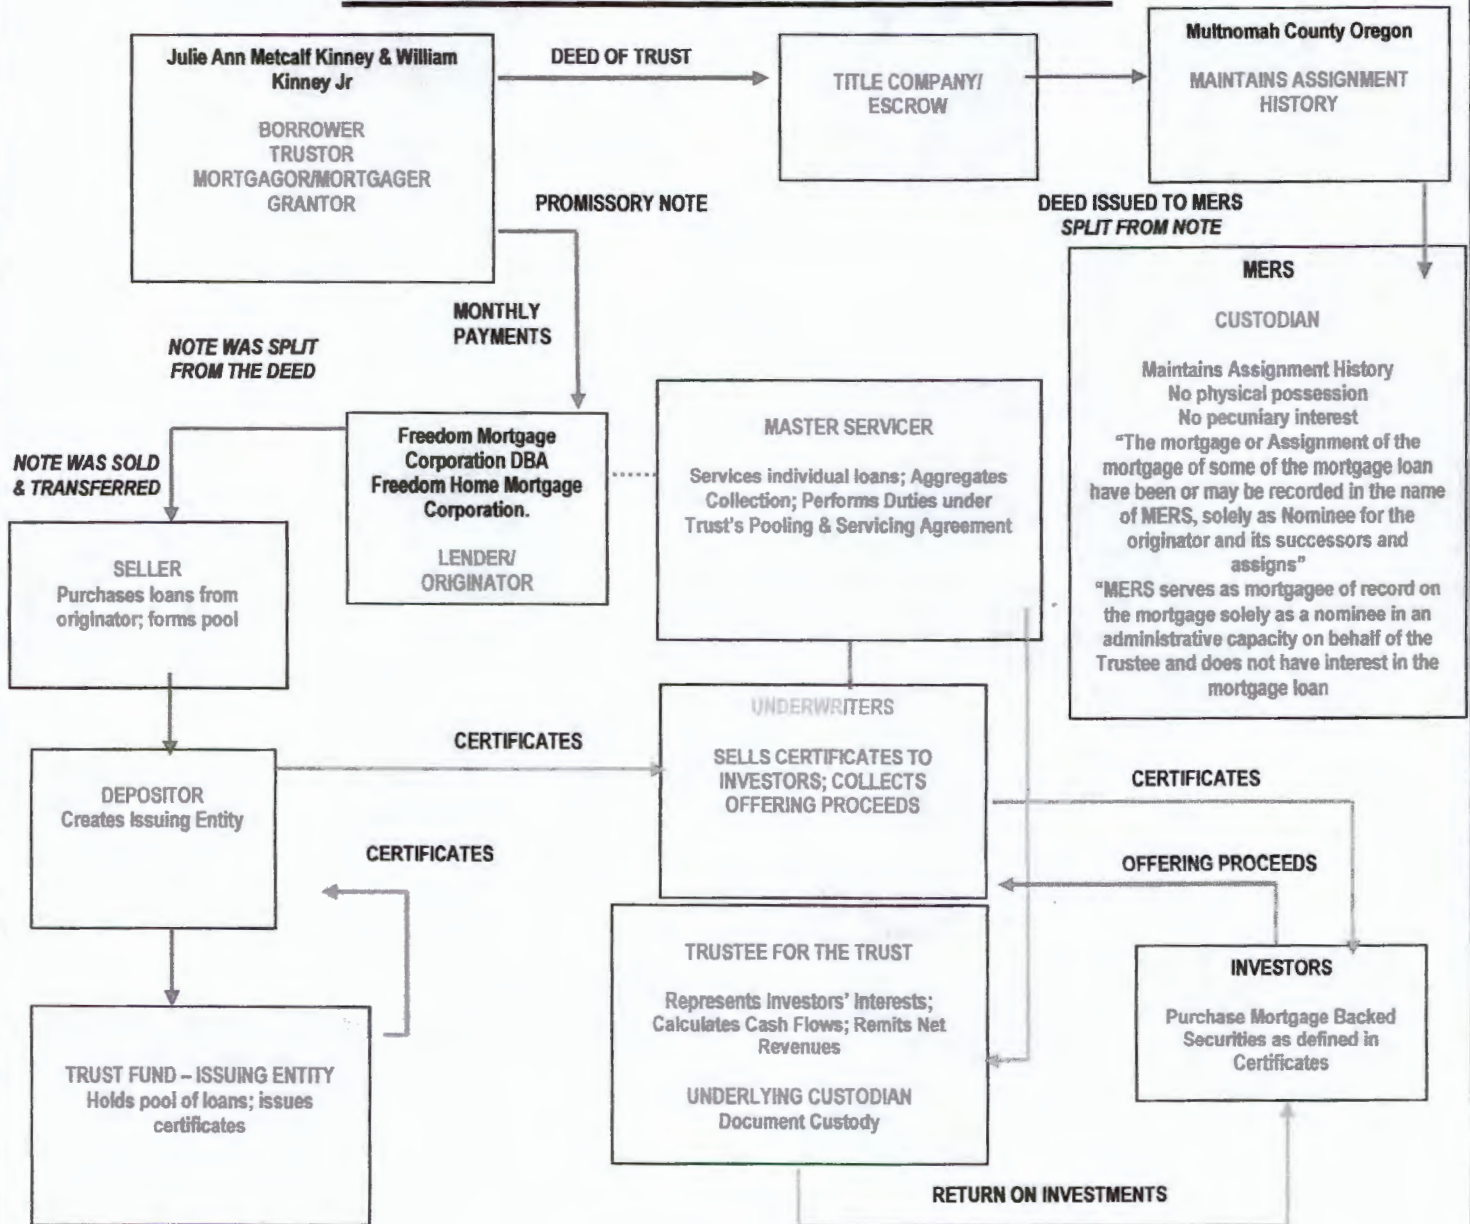 Julie Ann Metcalf Kinney & William
Kinney Jr
BORROWER
TRUSTOR
MORTGAGOR/MORTGAGER
GRANTOR
DEED OF TRUST
TITLE COMPANY/
ESCROW
Multnomah County Oregon
MAINTAINS ASSIGNMENT
HISTORY
PROMISSORY NOTE
DEED ISSUED TO MERS
SPLIT FROM NOTE
MONTHLY
PAYMENTS
NOTE WAS SPLIT
FROM THE DEED
MERS
CUSTODIAN
Maintains Assignment History
No physical possession
No pecuniary interest
"The mortgage or Assignment of the
mortgage of some of the mortgage loan
have been or may be recorded in the name
of MERS, solely as Nominee for the
originator and its successors and
assigns"
"MERS serves as mortgagee of record on
the mortgage solely as a nominee in an
administrative capacity on behalf of the
Trustee and does not have interest in the
mortgage loan
Freedom Mortgage
Corporation DBA
Freedom Home Mortgage
Corporation.
LENDER/
ORIGINATOR
MASTER SERVICER
Services individual loans; Aggregates
Collection; Performs Duties under
Trust's Pooling & Servicing Agreement
NOTE WAS SOLD
& TRANSFERRED
SELLER
Purchases loans from
originator; forms pool
UNDERWRITERS
SELLS CERTIFICATES TO
INVESTORS; COLLECTS
OFFERING PROCEEDS
CERTIFICATES
DEPOSITOR
Creates Issuing Entity
CERTIFICATES
CERTIFICATES
OFFERING PROCEEDS
TRUSTEE FOR THE TRUST
Represents Investors' Interests;
Calculates Cash Flows; Remits Net
Revenues
UNDERLYING CUSTODIAN
Document Custody
INVESTORS
Purchase Mortgage Backed
Securities as defined in
Certificates
TRUST FUND – ISSUING ENTITY
Holds pool of loans; issues
certificates
RETURN ON INVESTMENTS